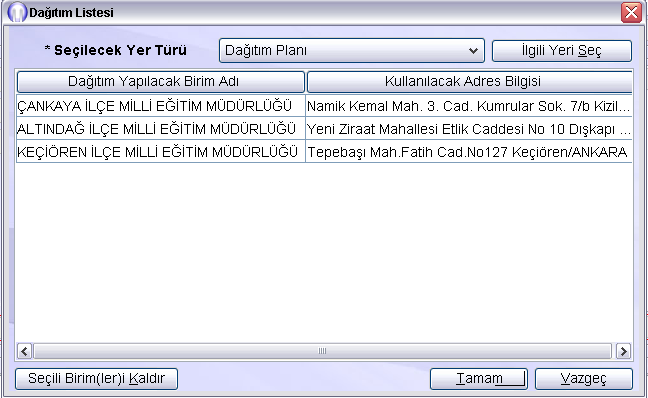 Dağıtım Listesi
* Seçilecek Yer Türü Dağıtım Planı İlgili Yeri Seç
Dağıtım Yapılacak Birim Adı Kullanılacak Adres Bilgisi
ÇANKAYA İLÇE MİLLİ EĞİTİM MÜDÜRLÜĞÜ Namik Kemal Mah. 3. Cad. Kumrular Sok. 7/b Kizil...
ALTINDAĞ İLÇE MİLLİ EĞİTİM MÜDÜRLÜĞÜ Yeni Ziraat Mahallesi Etlik Caddesi No 10 Dışkapı ...
KEÇİÖREN İLÇE MİLLİ EĞİTİM MÜDÜRLÜĞÜ Tepebaşı Mah.Fatih Cad.No127 Keçiören/ANKARA
Seçili Birim(ler)i Kaldır Tamam Vazgeç